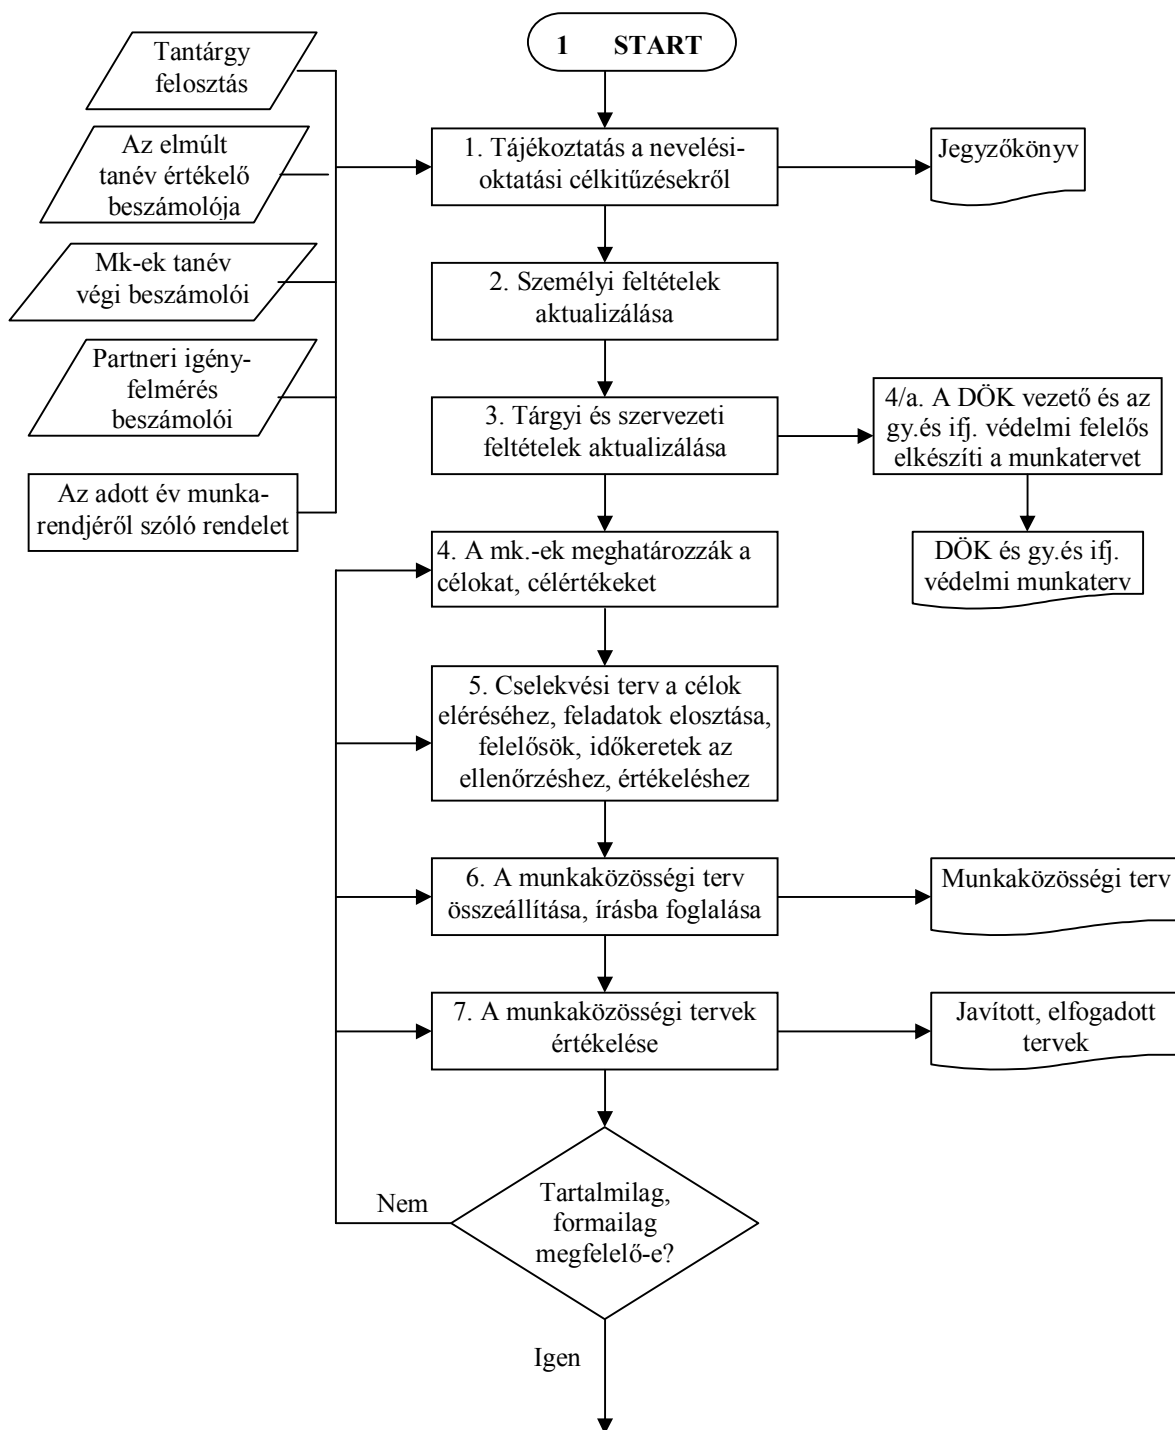 1 START
Tantárgy
felosztás
Az elmúlt
tanév értékelő
beszámolója
Mk-ek tanév
végi beszámolói
Partneri igény-
felmérés
beszámolói
Az adott év munka-
rendjéről szóló rendelet
1. Tájékoztatás a nevelési-
oktatási célkitűzésekről
Jegyzőkönyv
2. Személyi feltételek
aktualizálása
3. Tárgyi és szervezeti
feltételek aktualizálása
4/a. A DÖK vezető és az
gy.és ifj. védelmi felelős
elkészíti a munkatervet
DÖK és gy.és ifj.
védelmi munkaterv
4. A mk.-ek meghatározzák a
célokat, célértékeket
5. Cselekvési terv a célok
eléréséhez, feladatok elosztása,
felelősök, időkeretek az
ellenőrzéshez, értékeléshez
6. A munkaközösségi terv
összeállítása, írásba foglalása
Munkaközösségi terv
7. A munkaközösségi tervek
értékelése
Javított, elfogadott
tervek
Nem
Tartalmilag,
formailag
megfelelő-e?
Igen